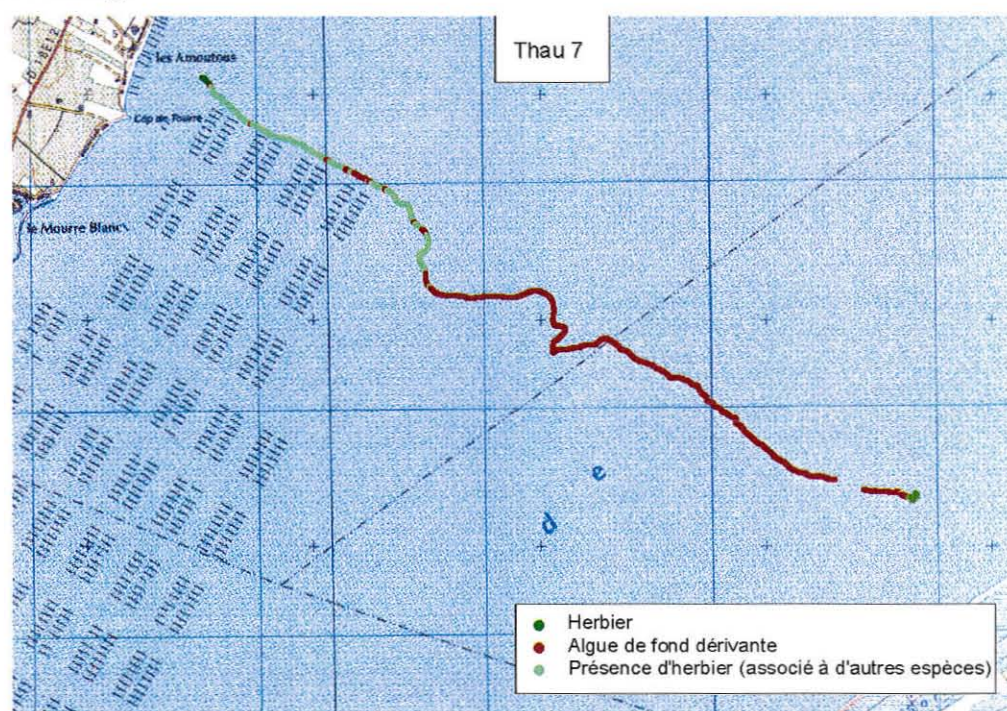 Thau 7
les Amoutous
Cap de Fourre
le Mourre Blanc
e
d
Herbier
Algue de fond dérivante
Présence d'herbier (associé à d'autres espèces)